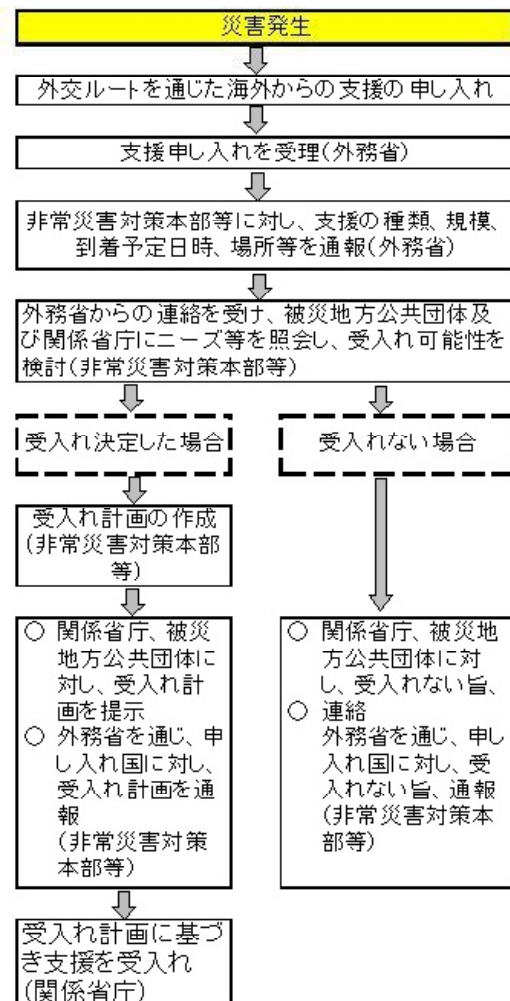 災害発生
外交ルートを通じた海外からの支援の申し入れ
支援申し入れを受理(外務省)
非常災害対策本部等に対し、支援の種類、規模、
到着予定日時、場所等を通報(外務省)
外務省からの連絡を受け、被災地方公共団体及
び関係省庁にニーズ等を照会し、受入れ可能性を
検討(非常災害対策本部等)
受入れ決定した場合
受入れない場合
受入れ計画の作成
(非常災害対策本部
等)
○ 関係省庁、被災
地方公共団体に
対し、受入れ計
画を提示
○ 外務省を通じ、申
し入れ国に対し、
受入れ計画を通
報
(非常災害対策
本部等)
○ 関係省庁、被災地
方公共団体に対
し、受入れない旨、
○ 連絡
外務省を通じ、申し
入れ国に対し、受
入れない旨、通報
(非常災害対策本
部等)
受入れ計画に基づ
き支援を受入れ
(関係省庁)